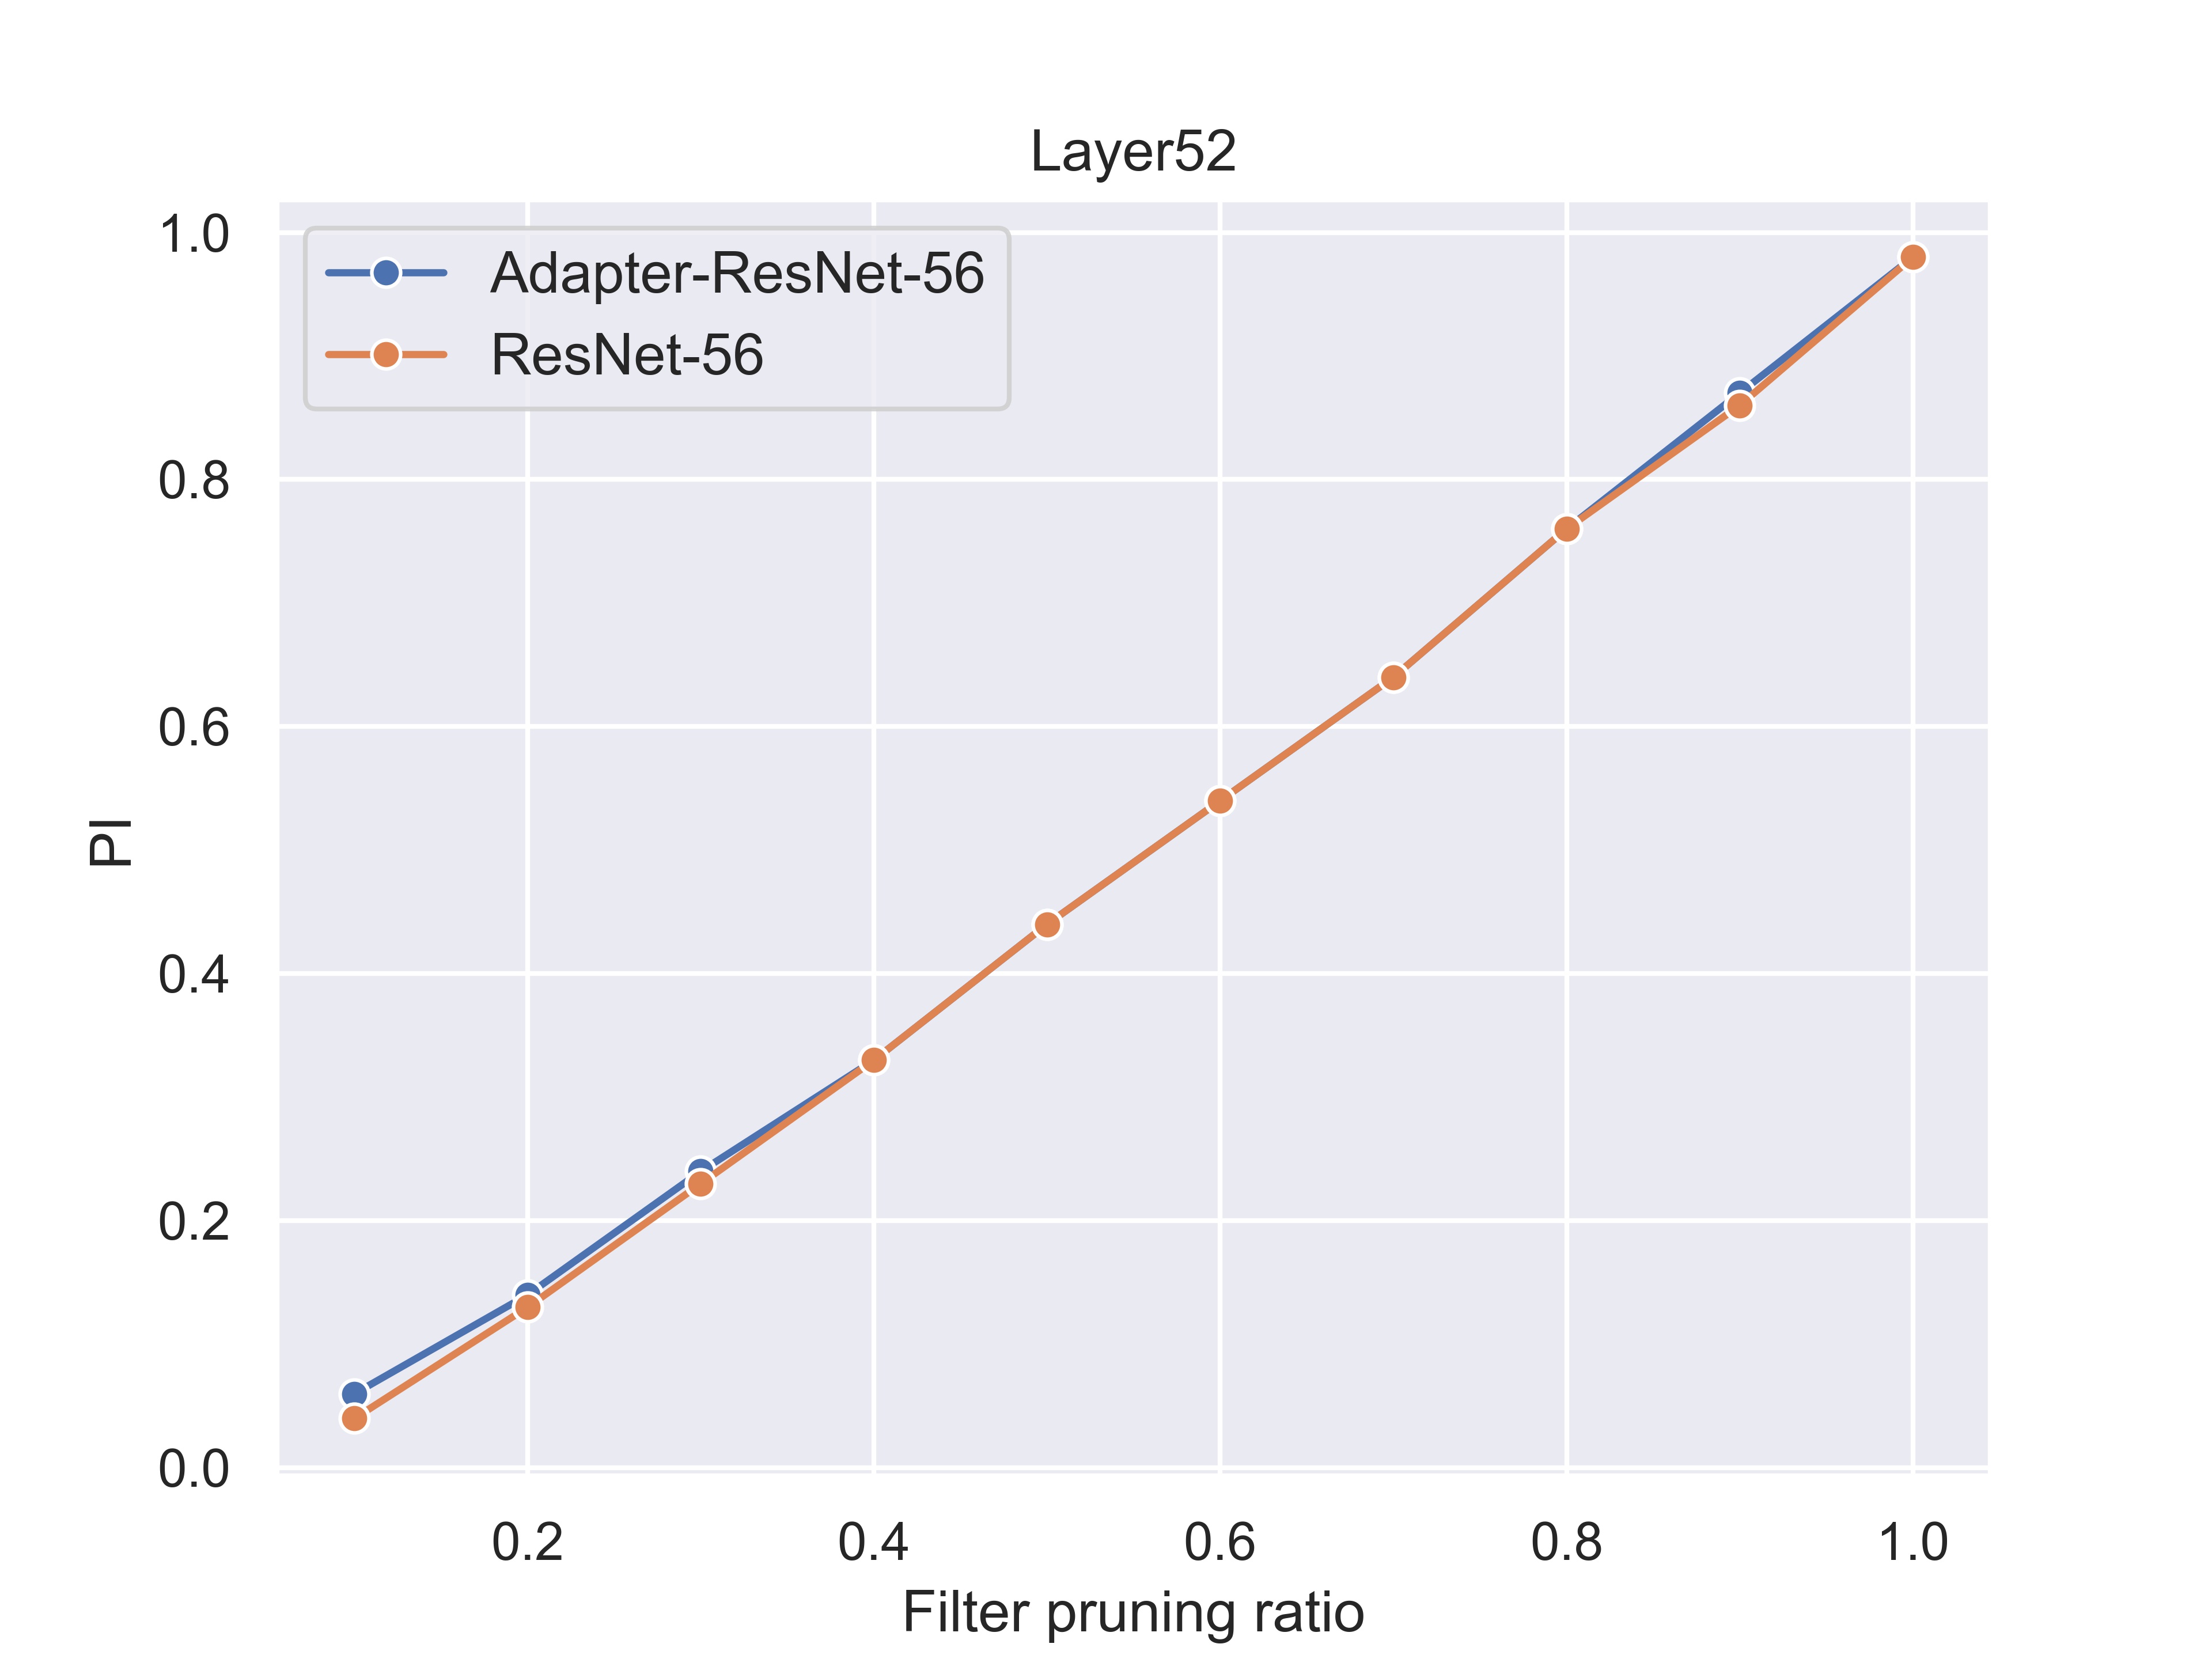 Layer52
Adapter-ResNet-56
ResNet-56
1.0
0.8
0.6
0.4
0.2
0.0
PI
0.2 0.4 0.6 0.8 1.0
Filter pruning ratio